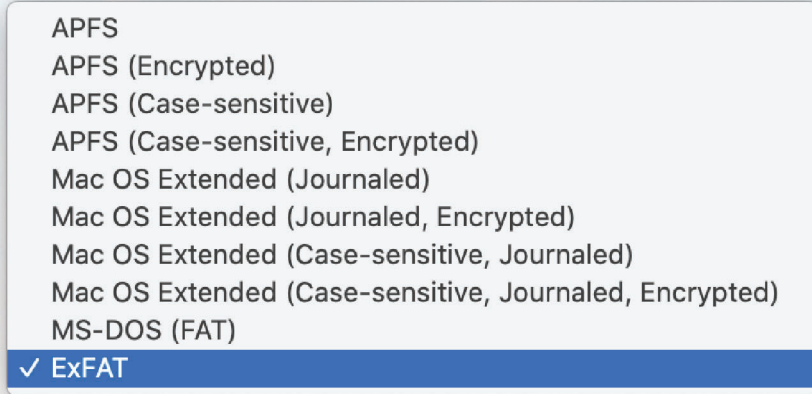 APFS
APFS (Encrypted)
APFS (Case-sensitive)
APFS (Case-sensitive, Encrypted)
Mac OS Extended (Journaled)
Mac OS Extended (Journaled, Encrypted)
Mac OS Extended (Case-sensitive, Journaled)
Mac OS Extended (Case-sensitive, Journaled, Encrypted)
MS-DOS (FAT)
✓ ExFAT